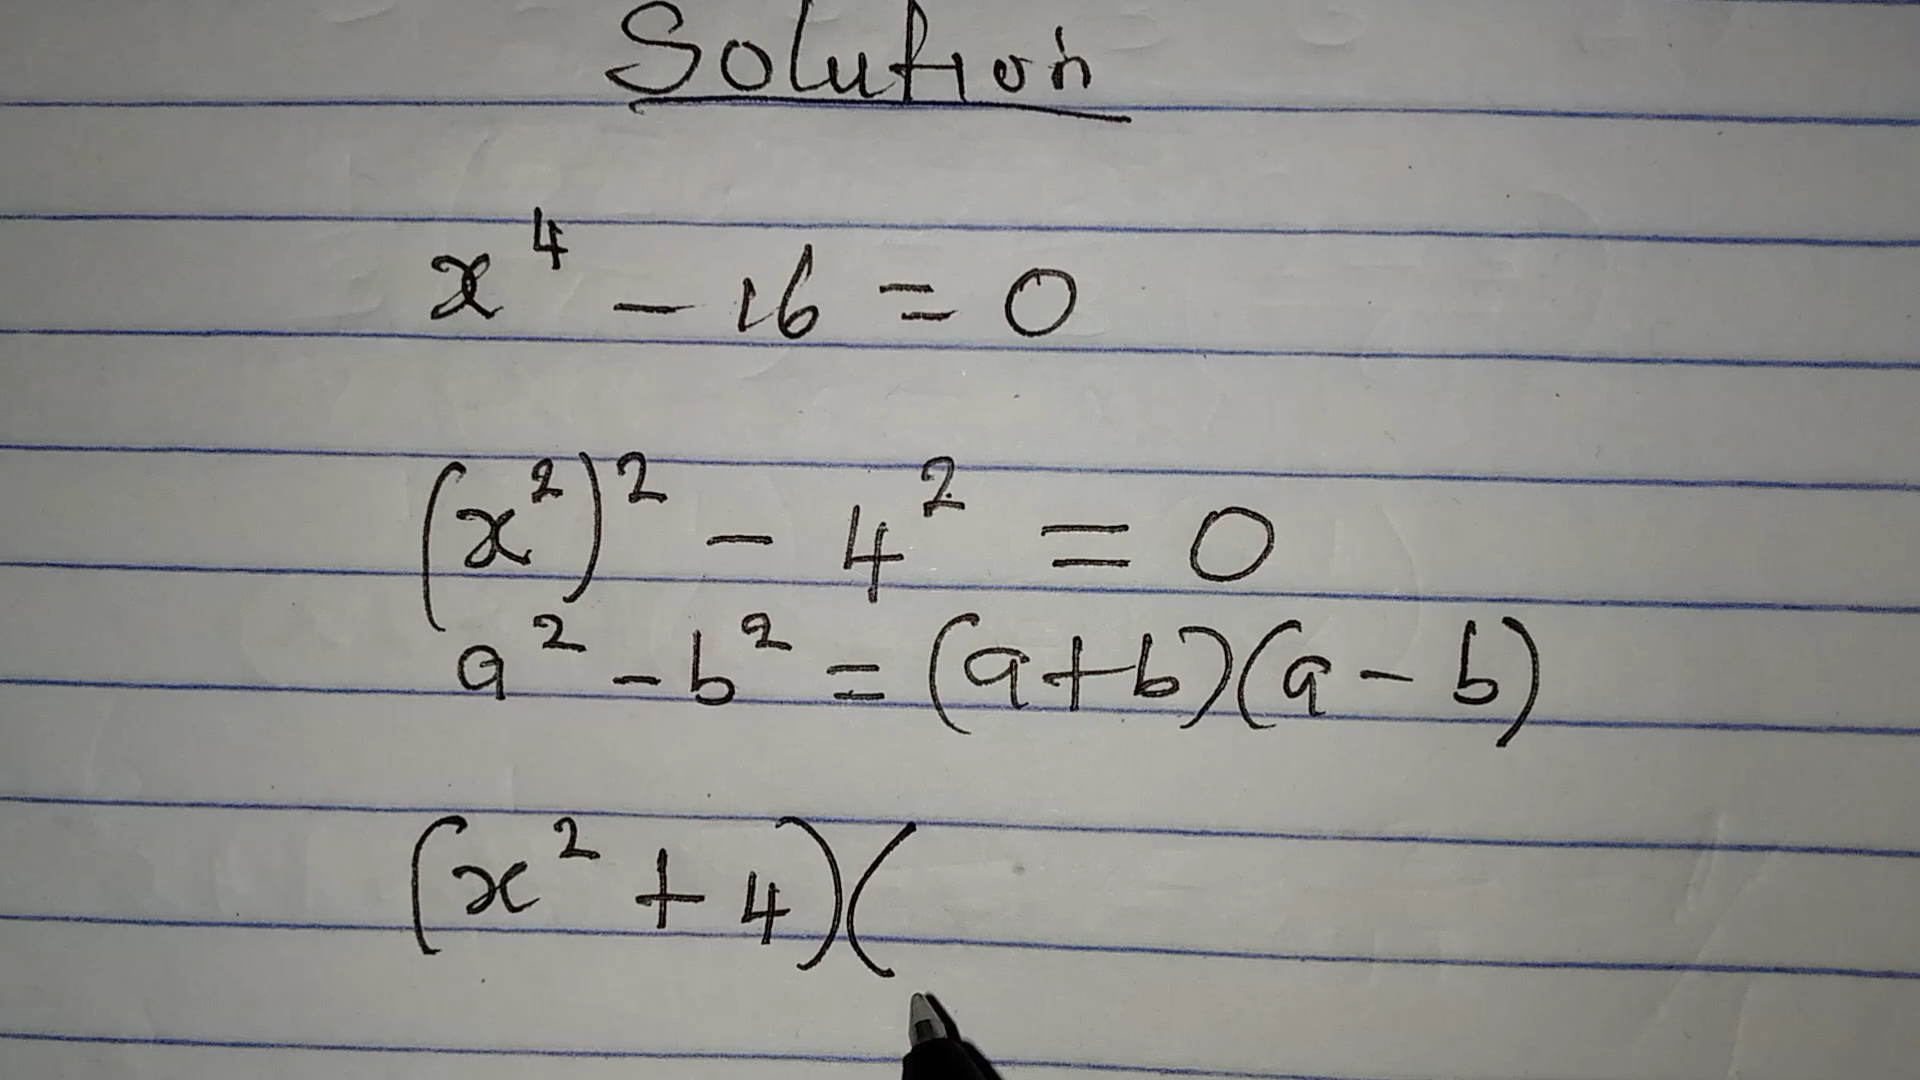 Solution
x⁴ - 16 = 0
(x²)² - 4² = 0
a² - b² = (a+b)(a - b)
(x² + 4)(